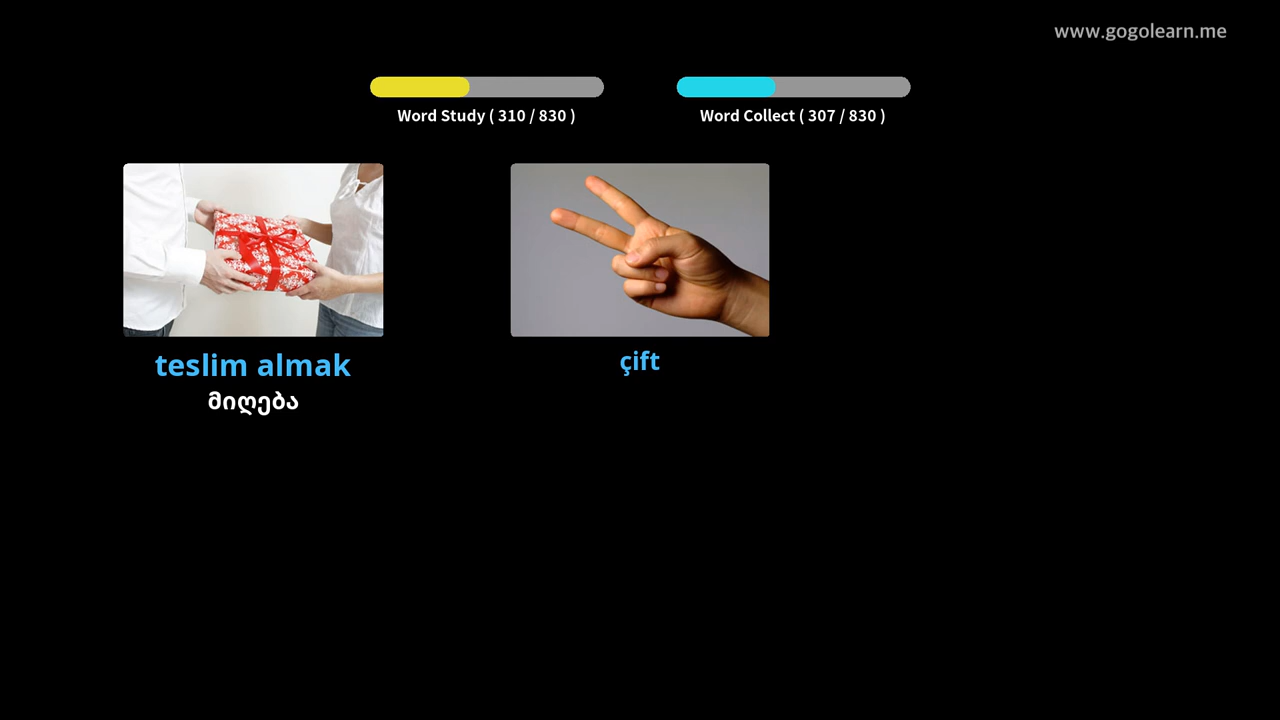 www.gogolearn.me
Word Study ( 310 / 830 )
Word Collect ( 307 / 830 )
teslim almak
მიღება
çift